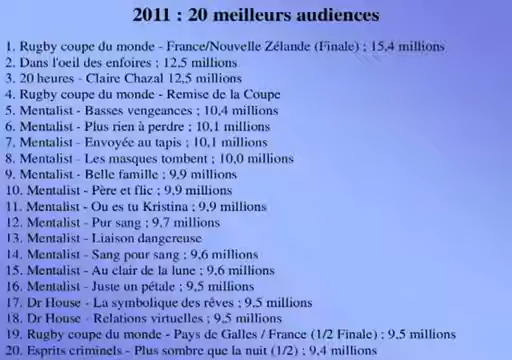 2011 : 20 meilleurs audiences
1. Rugby coupe du monde - France/Nouvelle Zélande (Finale) ; 15,4 millions
2. Dans l'oeil des enfoires ; 12,5 millions
3. 20 heures - Claire Chazal 12,5 millions
4. Rugby coupe du monde - Remise de la Coupe
5. Mentalist - Basses vengeances ; 10,4 millions
6. Mentalist - Plus rien à perdre ; 10,1 millions
7. Mentalist - Envoyée au tapis ; 10,1 millions
8. Mentalist - Les masques tombent ; 10,0 millions
9. Mentalist - Belle famille ; 9,9 millions
10. Mentalist - Père et flic ; 9,9 millions
11. Mentalist - Ou es tu Kristina ; 9,9 millions
12. Mentalist - Pur sang ; 9,7 millions
13. Mentalist - Liaison dangereuse
14. Mentalist - Sang pour sang ; 9,6 millions
15. Mentalist - Au clair de la lune ; 9,6 millions
16. Mentalist - Juste un pétale ; 9,5 millions
17. Dr House - La symbolique des rêves ; 9,5 millions
18. Dr House - Relations virtuelles ; 9,5 millions
19. Rugby coupe du monde - Pays de Galles / France (1/2 Finale) ; 9,5 millions
20. Esprits criminels - Plus sombre que la nuit (1/2) ; 9,4 millions